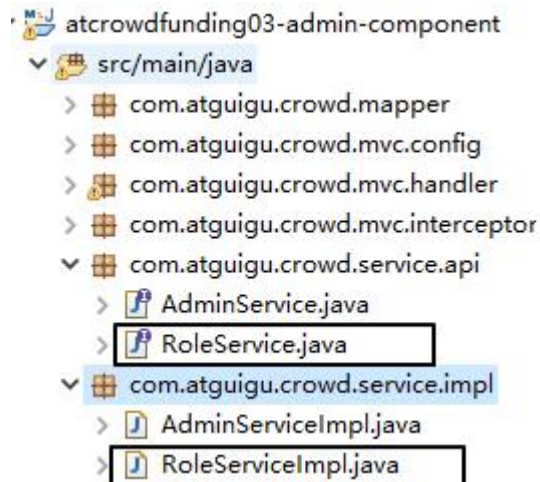 atcrowdfunding03-admin-component
src/main/java
com.atguigu.crowd.mapper
com.atguigu.crowd.mvc.config
com.atguigu.crowd.mvc.handler
com.atguigu.crowd.mvc.interceptor
com.atguigu.crowd.service.api
AdminService.java
RoleService.java
com.atguigu.crowd.service.impl
AdminServiceImpl.java
RoleServiceImpl.java